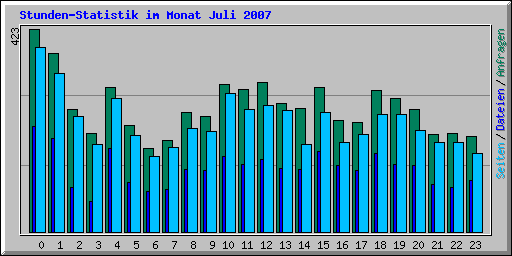 Stunden-Statistik im Monat Juli 2007
423
Seiten / Dateien / Anfragen
0 1 2 3 4 5 6 7 8 9 10 11 12 13 14 15 16 17 18 19 20 21 22 23